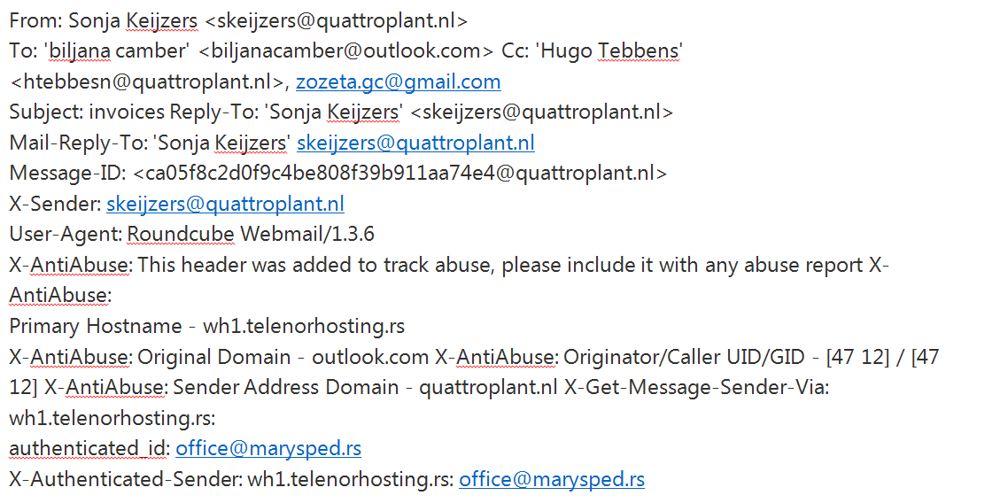 From: Sonja Keijzers <skeijzers@quattroplant.nl>
To: 'biljana camber' <biljanacamber@outlook.com> Cc: 'Hugo Tebbens'
<htebbesn@quattroplant.nl>, zozeta.gc@gmail.com
Subject: invoices Reply-To: 'Sonja Keijzers' <skeijzers@quattroplant.nl>
Mail-Reply-To: 'Sonja Keijzers' skeijzers@quattroplant.nl
Message-ID: <ca05f8c2d0f9c4be808f39b911aa74e4@quattroplant.nl>
X-Sender: skeijzers@quattroplant.nl
User-Agent: Roundcube Webmail/1.3.6
X-AntiAbuse: This header was added to track abuse, please include it with any abuse report X-
AntiAbuse:
Primary Hostname - wh1.telenorhosting.rs
X-AntiAbuse: Original Domain - outlook.com X-AntiAbuse: Originator/Caller UID/GID - [47 12] / [47
12] X-AntiAbuse: Sender Address Domain - quattroplant.nl X-Get-Message-Sender-Via:
wh1.telenorhosting.rs:
authenticated_id: office@marysped.rs
X-Authenticated-Sender: wh1.telenorhosting.rs: office@marysped.rs